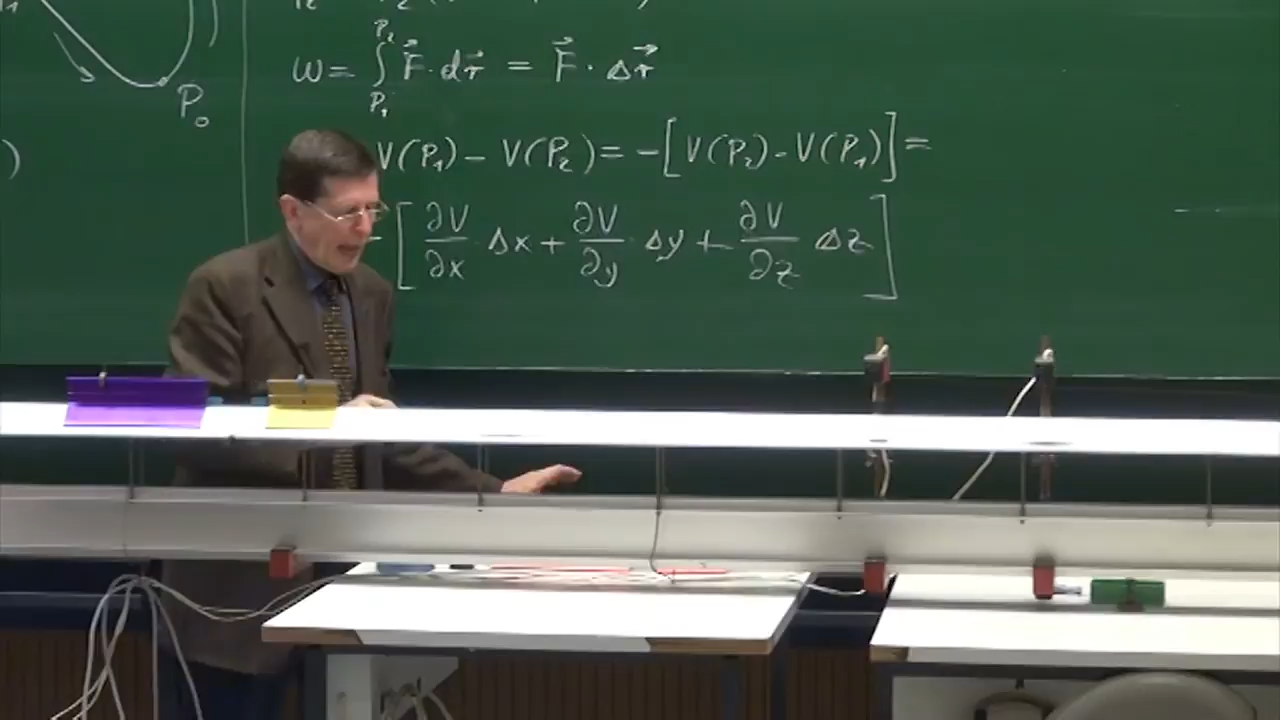 P₀
)
W = ∫_{P₁}^{P₂} F⃗ · dr⃗ = F⃗ · Δr⃗
V(P₁) − V(P₂) = −[V(P₂) − V(P₁)] =
−[∂V/∂x Δx + ∂V/∂y Δy + ∂V/∂z Δz]